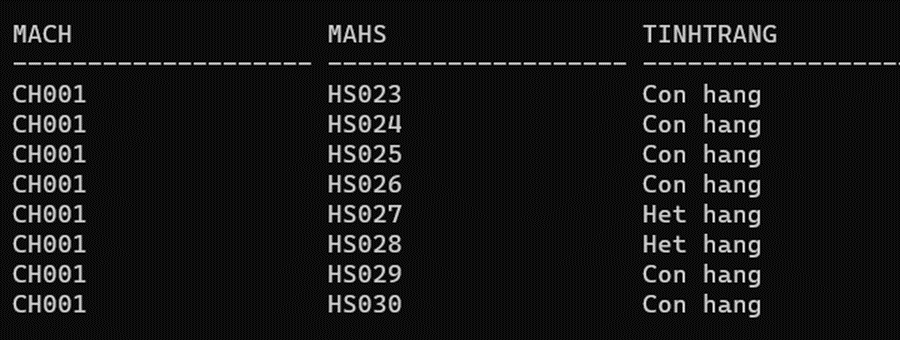 MACH MAHS TINHTRANG
-------------------- -------------------- -----------------
CH001 HS023 Con hang
CH001 HS024 Con hang
CH001 HS025 Con hang
CH001 HS026 Con hang
CH001 HS027 Het hang
CH001 HS028 Het hang
CH001 HS029 Con hang
CH001 HS030 Con hang